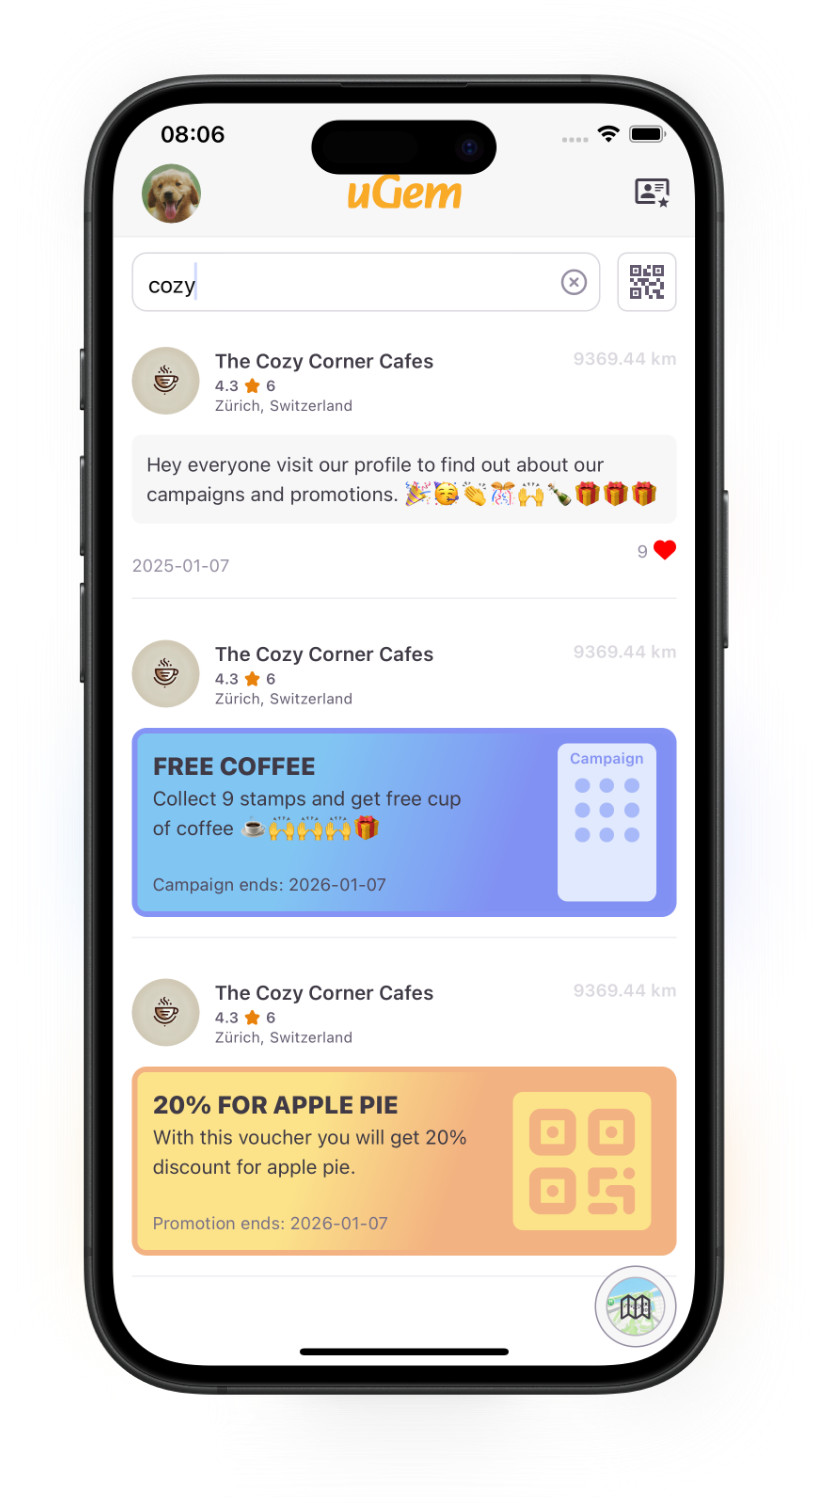 08:06
uGem
cozy
The Cozy Corner Cafes
9369.44 km
4.3 ⭐ 6
Zürich, Switzerland
Hey everyone visit our profile to find out about our
campaigns and promotions. 🎉🥳👏🎊🙌🍾🎁🎁🎁
9 ❤️
2025-01-07
The Cozy Corner Cafes
9369.44 km
4.3 ⭐ 6
Zürich, Switzerland
FREE COFFEE
Campaign
Collect 9 stamps and get free cup
of coffee ☕🙌🙌🙌🎁
Campaign ends: 2026-01-07
The Cozy Corner Cafes
9369.44 km
4.3 ⭐ 6
Zürich, Switzerland
20% FOR APPLE PIE
With this voucher you will get 20%
discount for apple pie.
Promotion ends: 2026-01-07